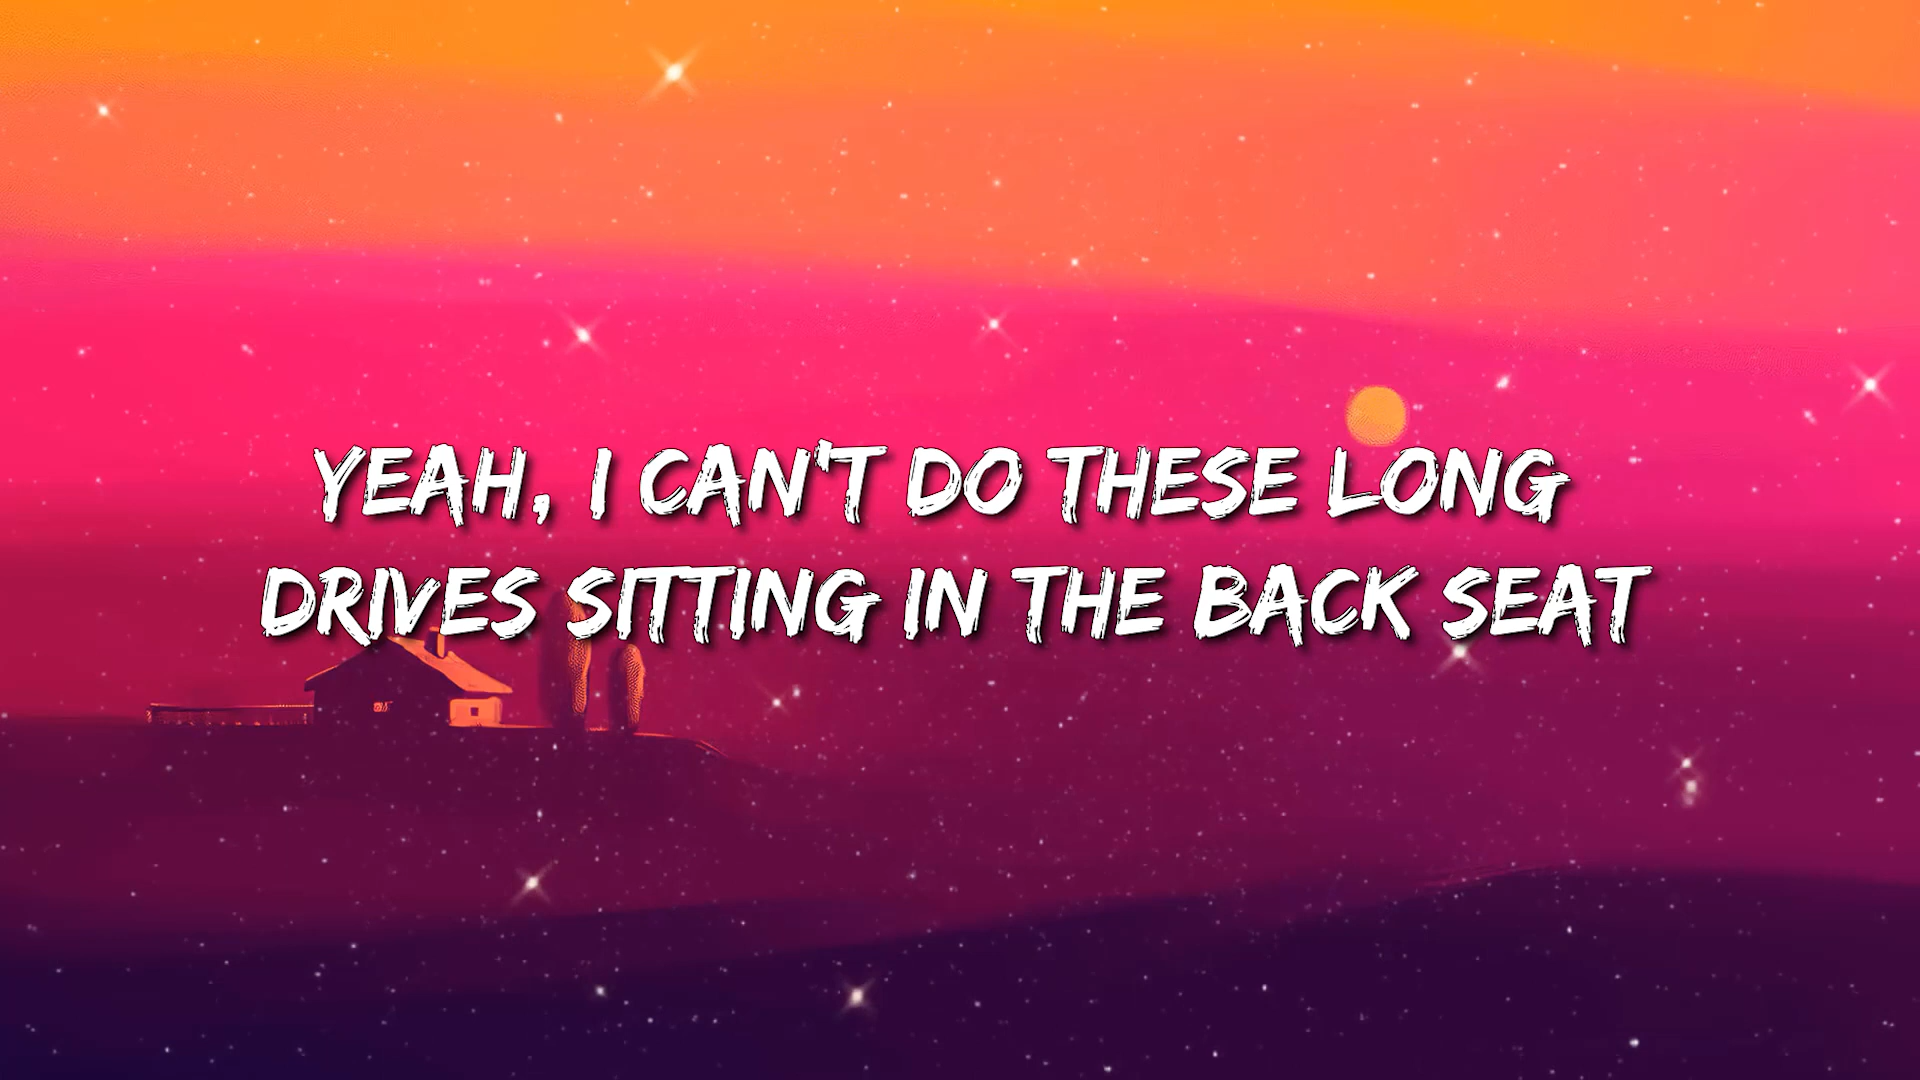 YEAH, I CAN'T DO THESE LONG
DRIVES SITTING IN THE BACK SEAT